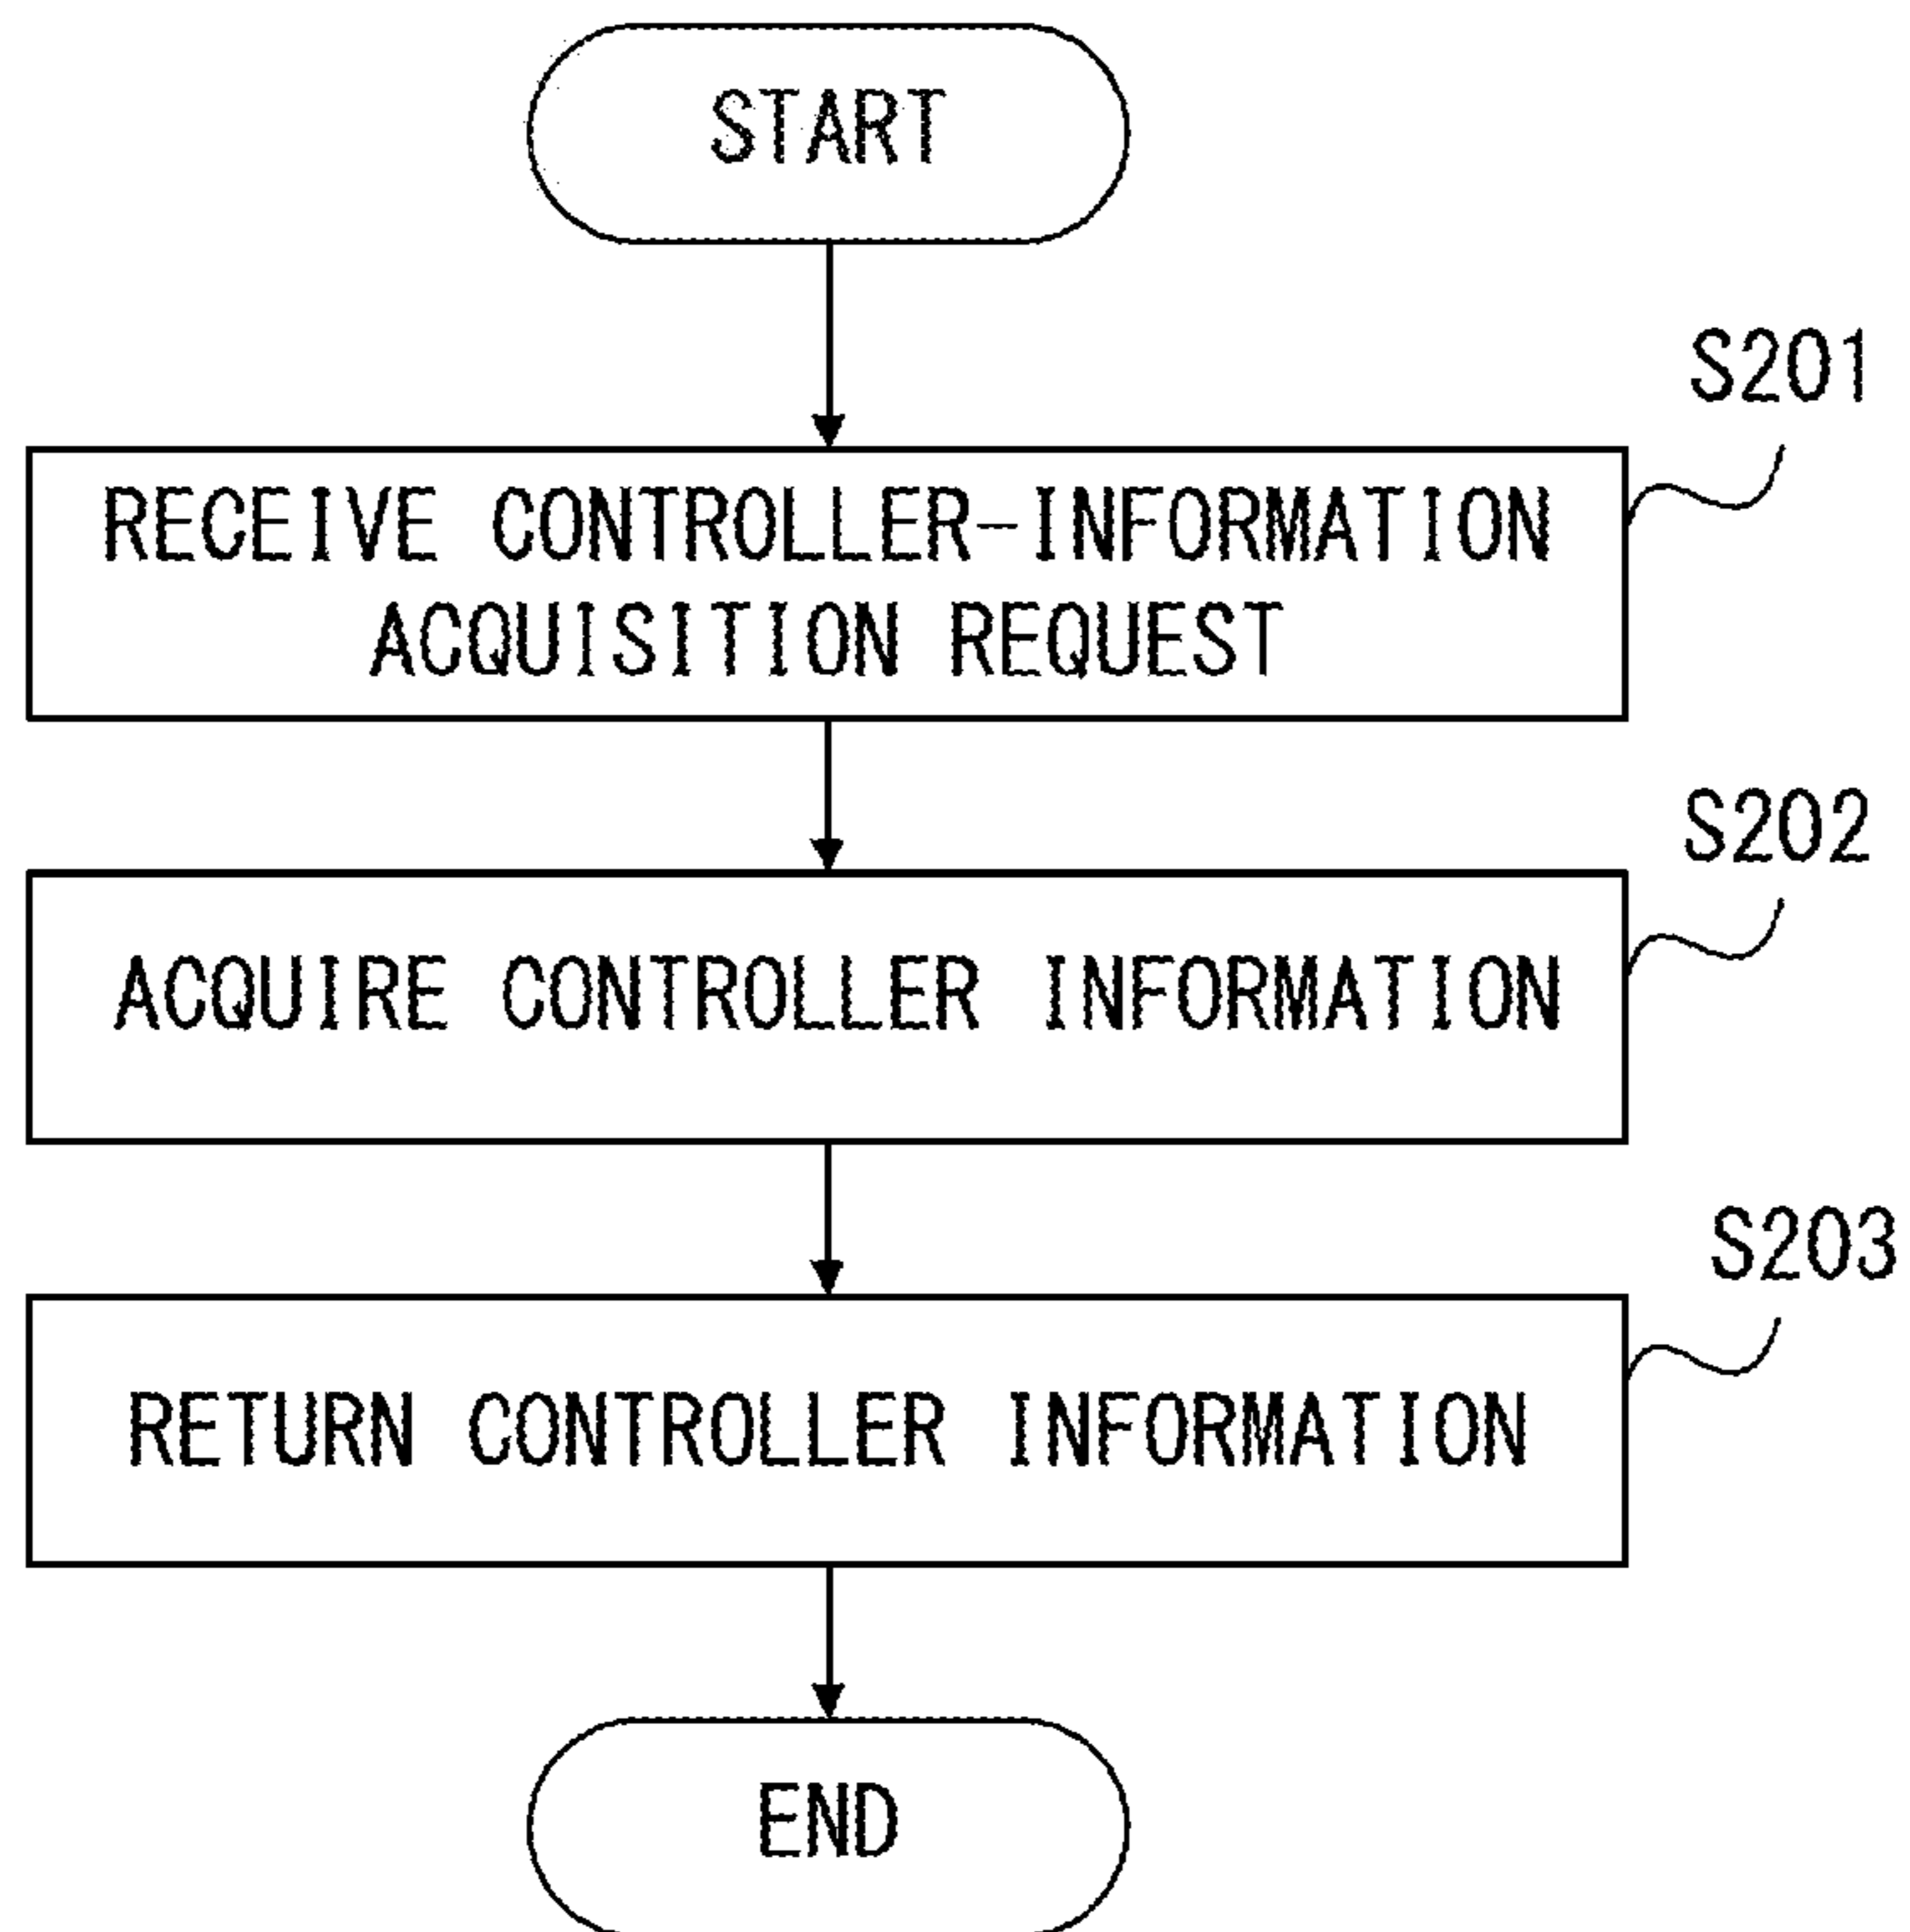 START
S201
RECEIVE CONTROLLER-INFORMATION
ACQUISITION REQUEST
S202
ACQUIRE CONTROLLER INFORMATION
S203
RETURN CONTROLLER INFORMATION
END